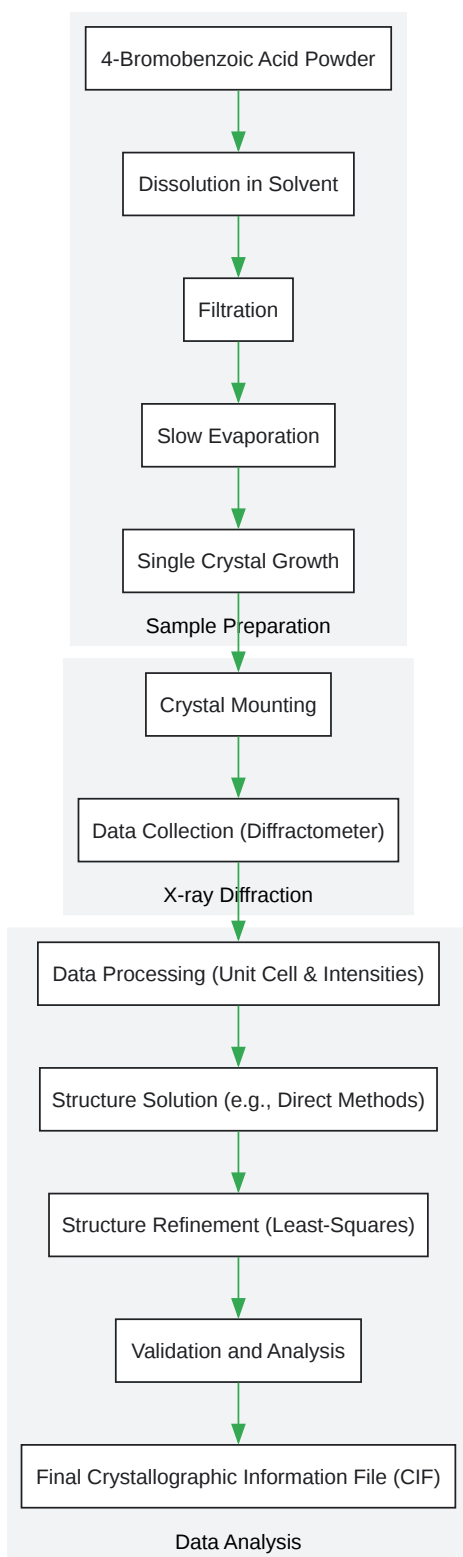 4-Bromobenzoic Acid Powder
Dissolution in Solvent
Filtration
Slow Evaporation
Single Crystal Growth
Sample Preparation
Crystal Mounting
Data Collection (Diffractometer)
X-ray Diffraction
Data Processing (Unit Cell & Intensities)
Structure Solution (e.g., Direct Methods)
Structure Refinement (Least-Squares)
Validation and Analysis
Final Crystallographic Information File (CIF)
Data Analysis